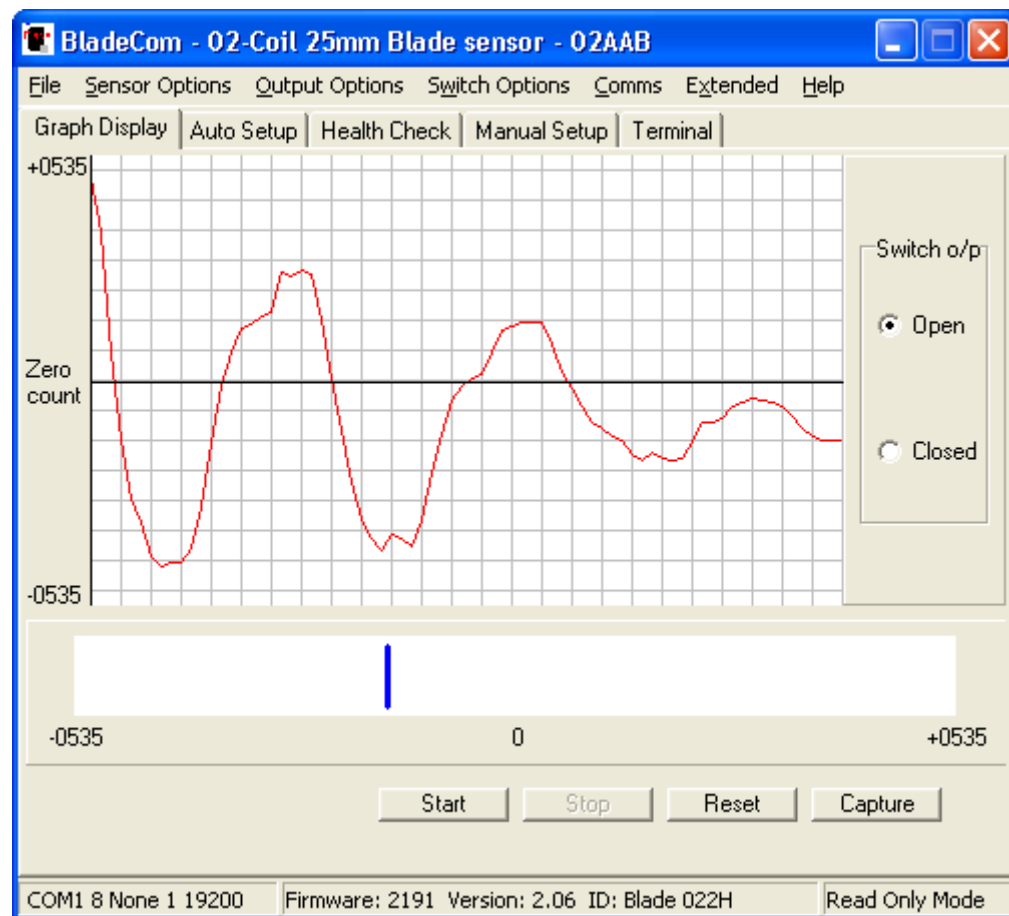 BladeCom - 02-Coil 25mm Blade sensor - 02AAB
File Sensor Options Output Options Switch Options Comms Extended Help
Graph Display Auto Setup Health Check Manual Setup Terminal
+0535
Switch o/p
Open
Zero
count
Closed
-0535
-0535 0 +0535
Start Stop Reset Capture
COM1 8 None 1 19200 Firmware: 2191 Version: 2.06 ID: Blade 022H Read Only Mode